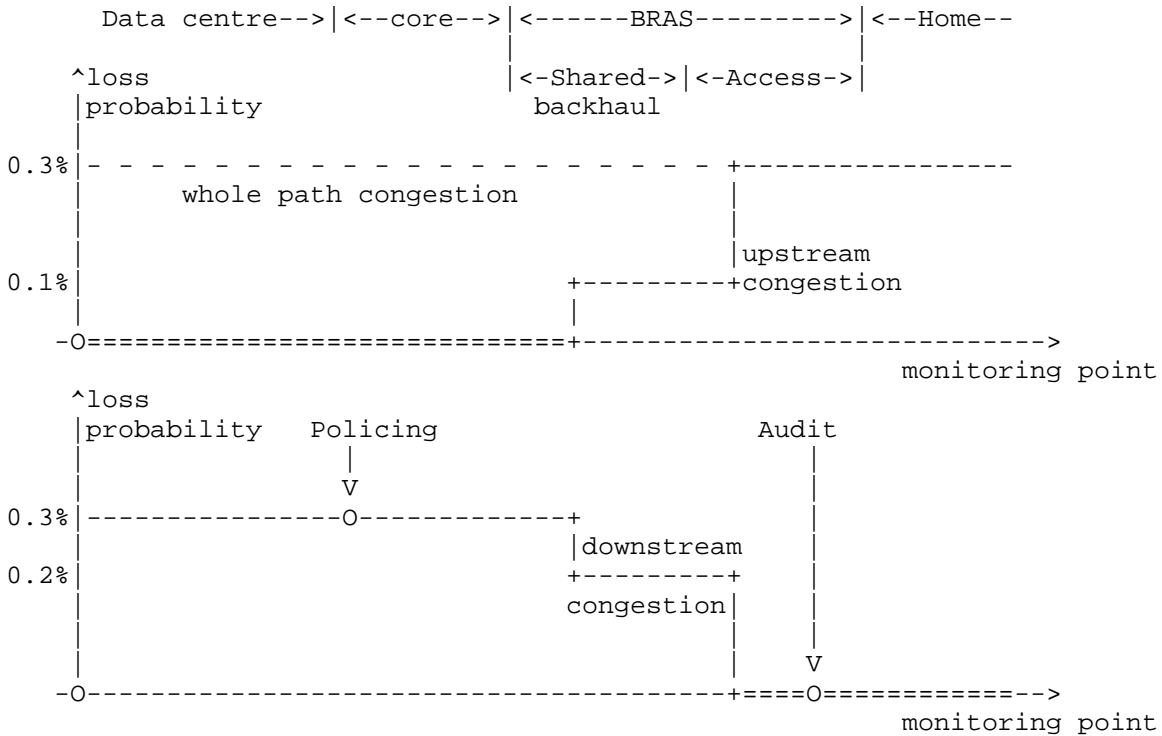 Data centre-->|<--core-->|<------BRAS--------->|<--Home--
^loss |<-Shared->|<-Access->|
|probability backhaul
0.3%|- - - - - - - - - - - - - - - - - - - - +-----------------
whole path congestion
|upstream
0.1%| +---------+congestion
-O==============================+----------------------------->
monitoring point
^loss
|probability Policing Audit
V
0.3%|----------------O-------------+
|downstream
0.2%| +---------+
congestion|
V
-O-----------------------------------------+====O============-->
monitoring point